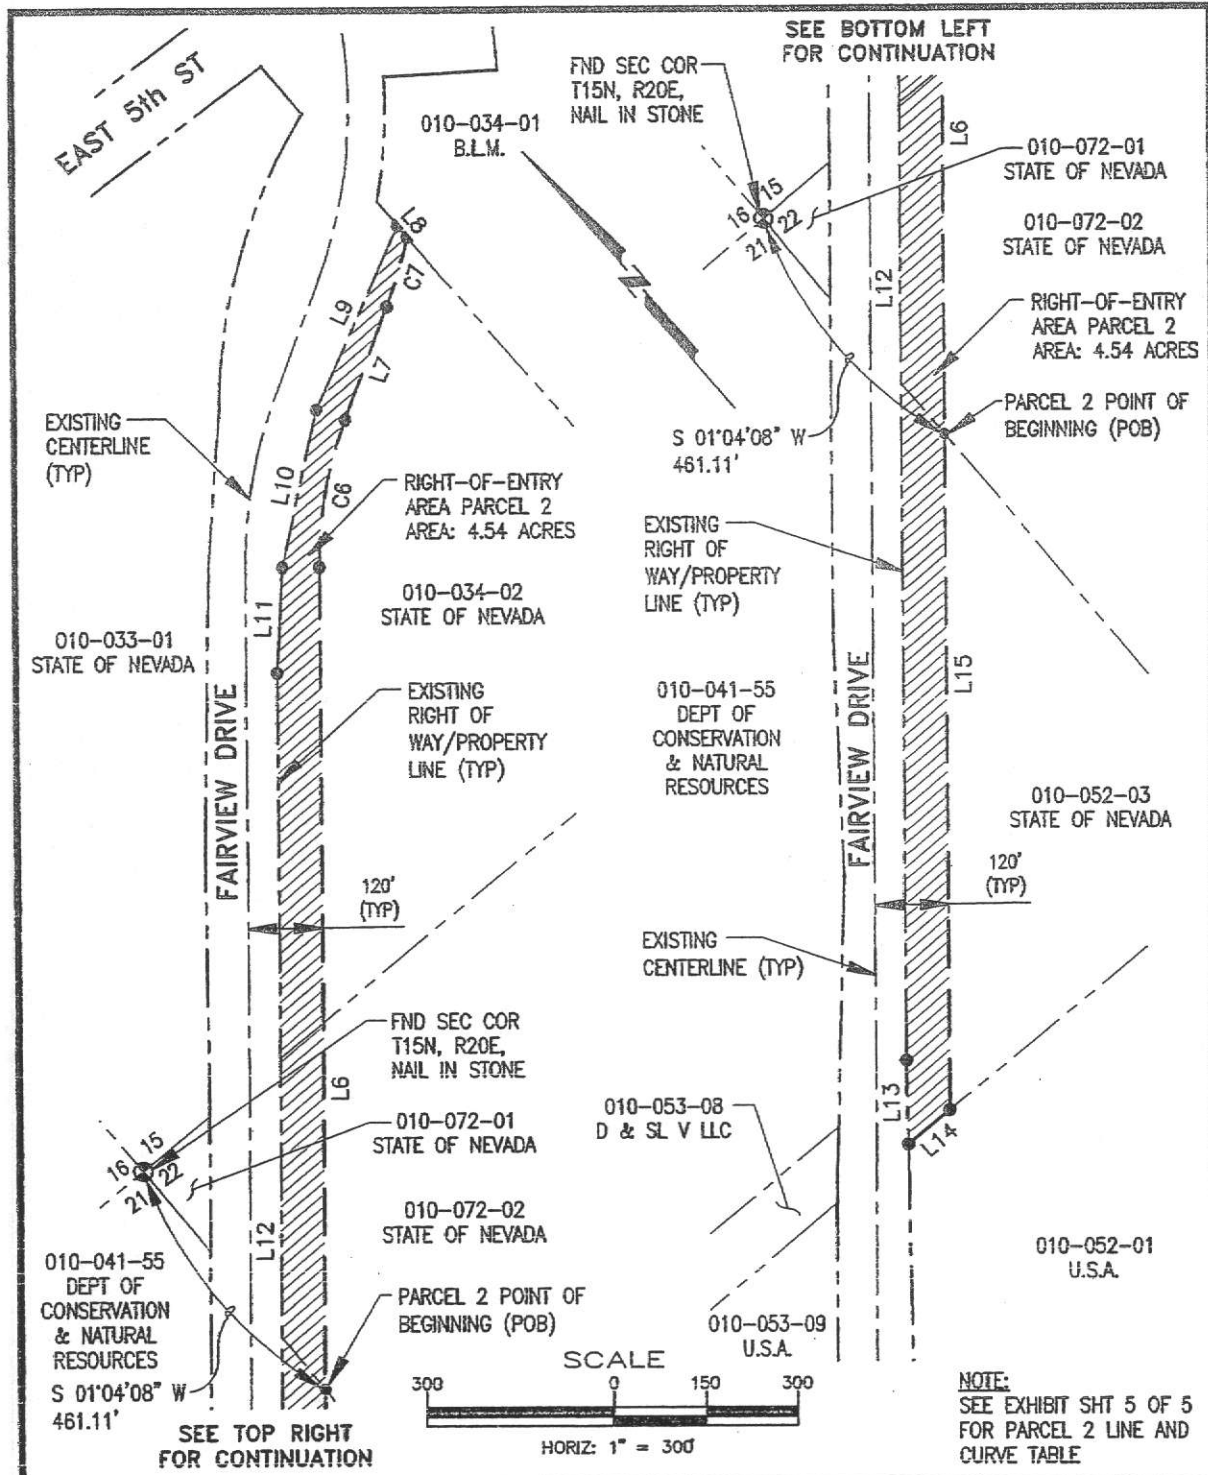 SEE BOTTOM LEFT
FOR CONTINUATION
EAST 5th ST
010-034-01
B.L.M.
FND SEC COR
T15N, R20E,
NAIL IN STONE
L6
010-072-01
STATE OF NEVADA
16
15
21
22
010-072-02
STATE OF NEVADA
L8
C7
L9
L7
N
L12
RIGHT-OF-ENTRY
AREA PARCEL 2
AREA: 4.54 ACRES
EXISTING
CENTERLINE
(TYP)
S 01°04'08" W
461.11'
PARCEL 2 POINT OF
BEGINNING (POB)
L10
C6
RIGHT-OF-ENTRY
AREA PARCEL 2
AREA: 4.54 ACRES
EXISTING
RIGHT OF
WAY/PROPERTY
LINE (TYP)
010-034-02
STATE OF NEVADA
L11
010-033-01
STATE OF NEVADA
FAIRVIEW DRIVE
EXISTING
RIGHT OF
WAY/PROPERTY
LINE (TYP)
010-041-55
DEPT OF
CONSERVATION
& NATURAL
RESOURCES
FAIRVIEW DRIVE
L15
010-052-03
STATE OF NEVADA
120'
(TYP)
120'
(TYP)
EXISTING
CENTERLINE (TYP)
FND SEC COR
T15N, R20E,
NAIL IN STONE
L6
010-072-01
STATE OF NEVADA
16
15
21
22
010-072-02
STATE OF NEVADA
L12
010-053-08
D & SL V LLC
L13
L14
010-041-55
DEPT OF
CONSERVATION
& NATURAL
RESOURCES
PARCEL 2 POINT OF
BEGINNING (POB)
010-052-01
U.S.A.
010-053-09
U.S.A.
S 01°04'08" W
461.11'
SEE TOP RIGHT
FOR CONTINUATION
SCALE
300 0 150 300
HORIZ: 1" = 300'
NOTE:
SEE EXHIBIT SHT 5 OF 5
FOR PARCEL 2 LINE AND
CURVE TABLE